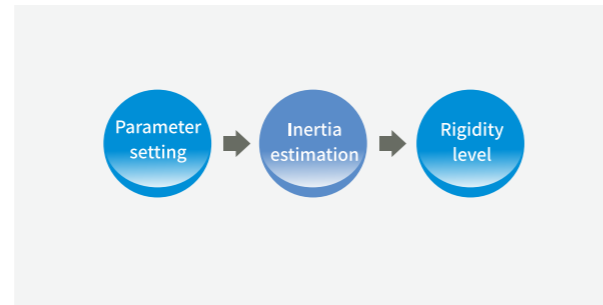 Parameter
setting
Inertia
estimation
Rigidity
level